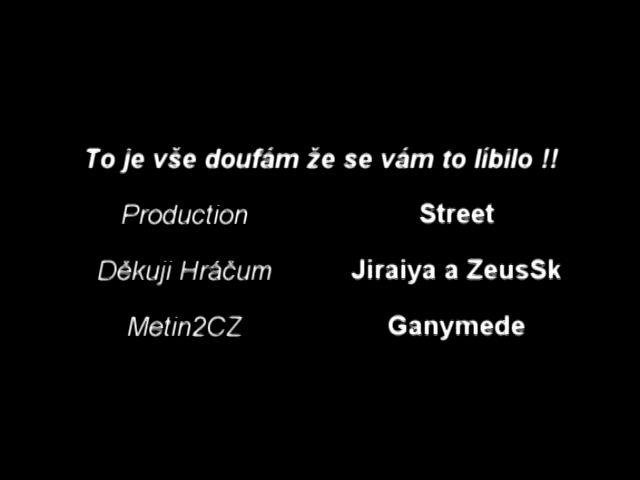 To je vše doufám že se vám to líbilo !!
Production Street
Děkuji Hráčum Jiraiya a ZeusSk
Metin2CZ Ganymede